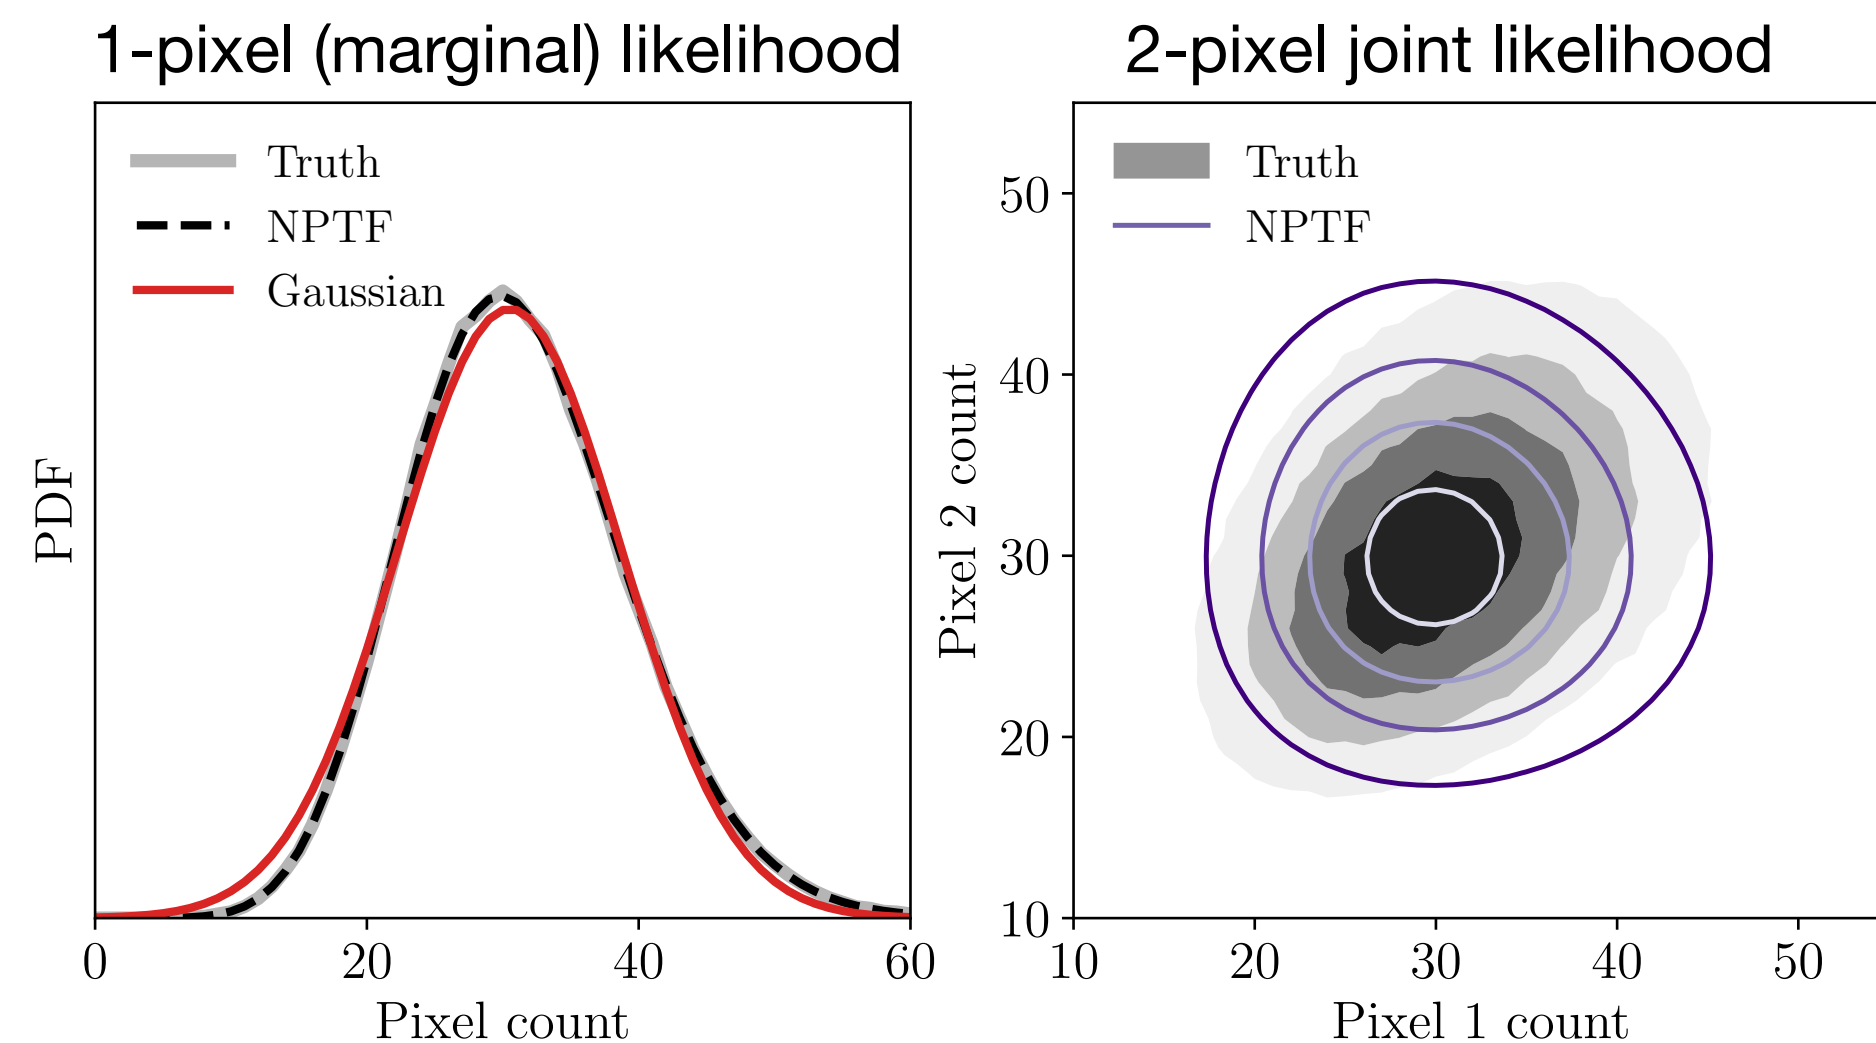 1-pixel (marginal) likelihood
Truth
NPTF
Gaussian
PDF
0 20 40 60
Pixel count
2-pixel joint likelihood
Truth
NPTF
Pixel 2 count
50
40
30
20
10
10 20 30 40 50
Pixel 1 count